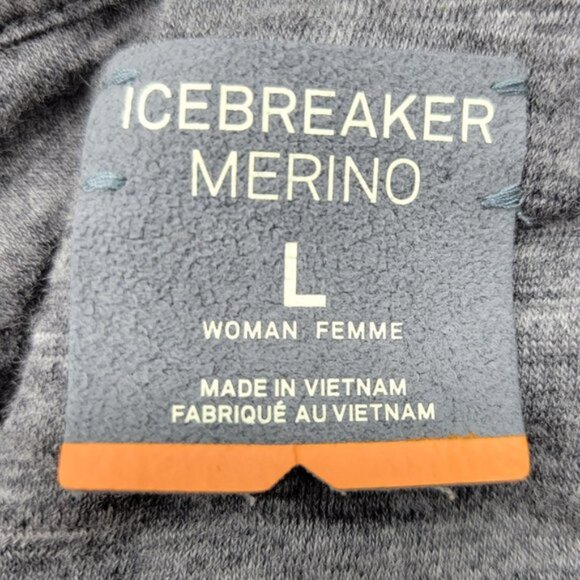 ICEBREAKER
MERINO
L
WOMAN FEMME
MADE IN VIETNAM
FABRIQUÉ AU VIETNAM